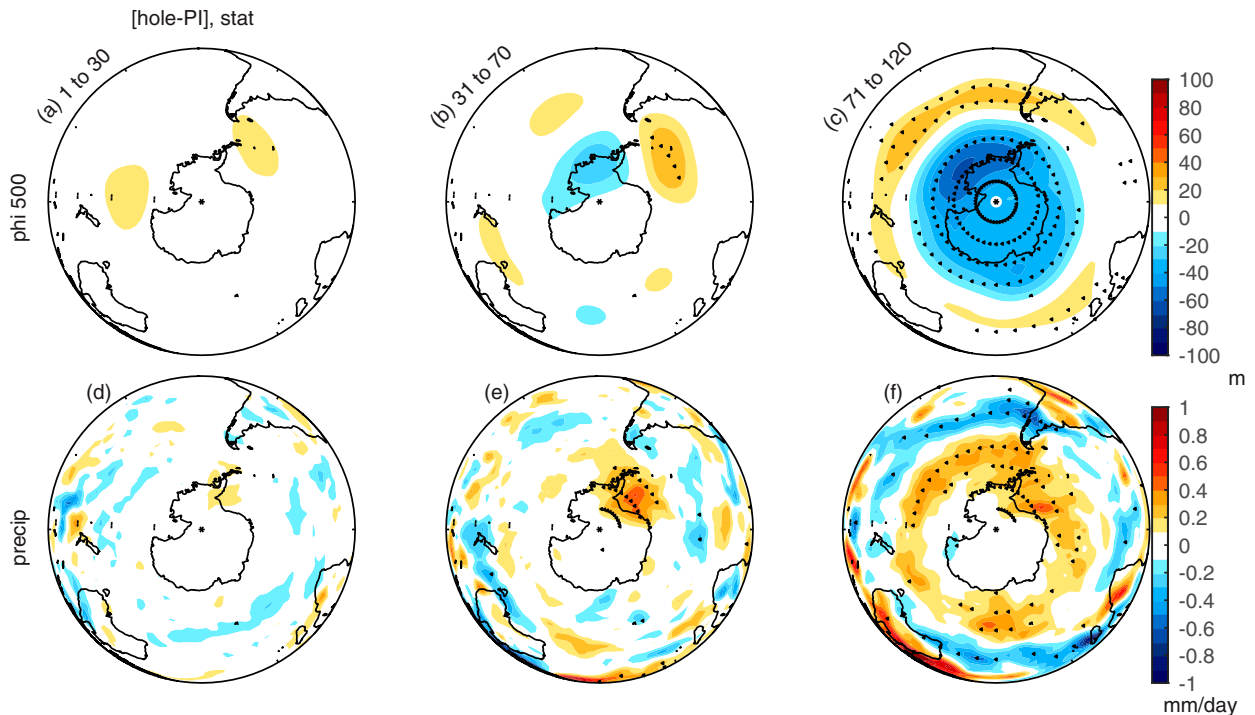 [hole-PI], stat
(a) 1 to 30
(b) 31 to 70
(c) 71 to 120
phi 500
100
80
60
40
20
0
-20
-40
-60
-80
-100
m
(d)
(e)
(f)
precip
1
0.8
0.6
0.4
0.2
0
-0.2
-0.4
-0.6
-0.8
-1
mm/day